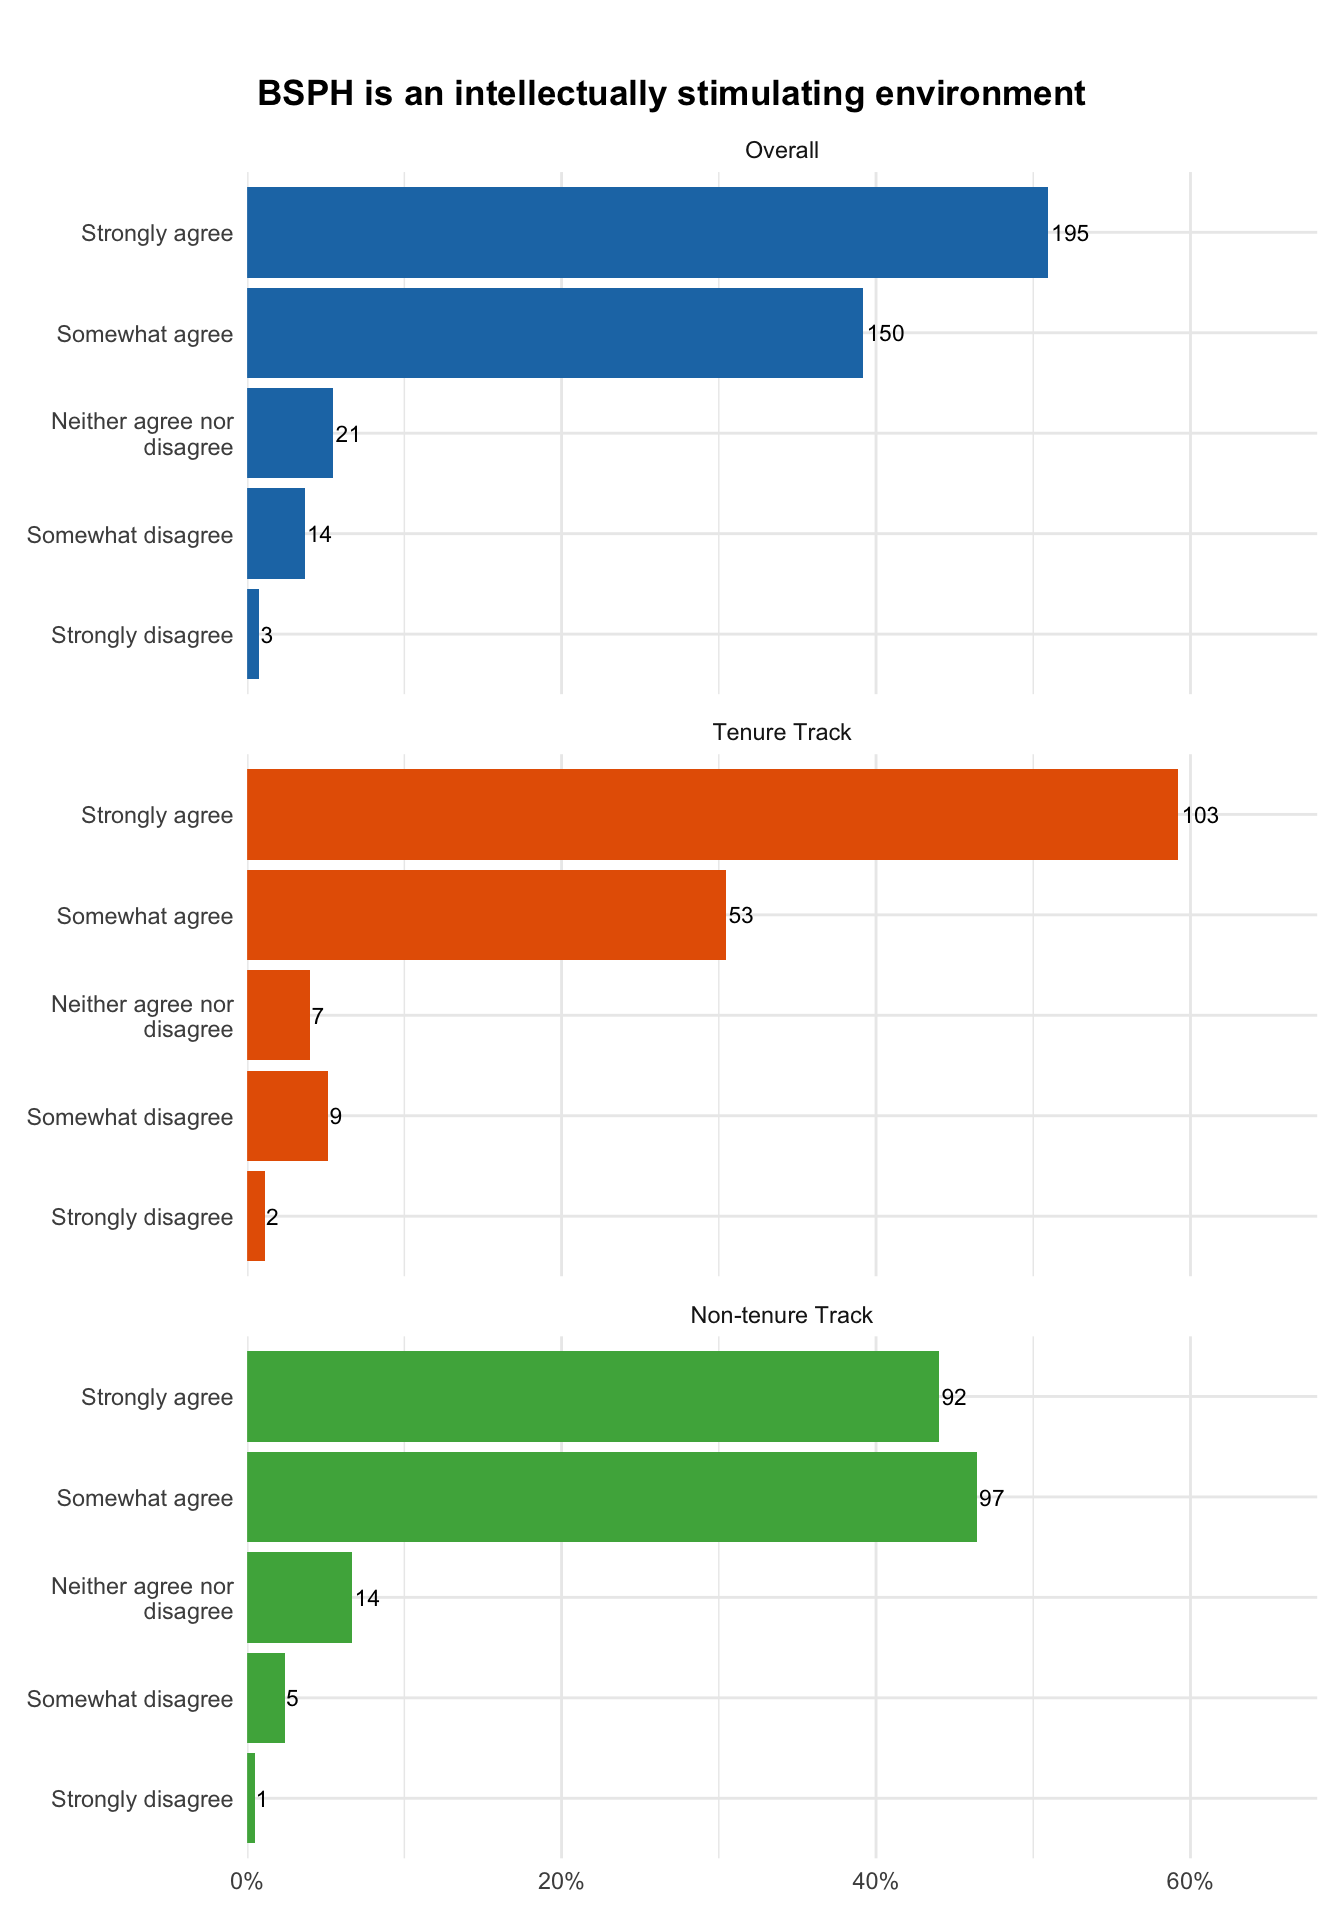 BSPH is an intellectually stimulating environment
Overall
Strongly agree
195
Somewhat agree
150
Neither agree nor
disagree
21
Somewhat disagree
14
Strongly disagree
3
Tenure Track
Strongly agree
103
Somewhat agree
53
Neither agree nor
disagree
7
Somewhat disagree
9
Strongly disagree
2
Non-tenure Track
Strongly agree
92
Somewhat agree
97
Neither agree nor
disagree
14
Somewhat disagree
5
Strongly disagree
1
0% 20% 40% 60%